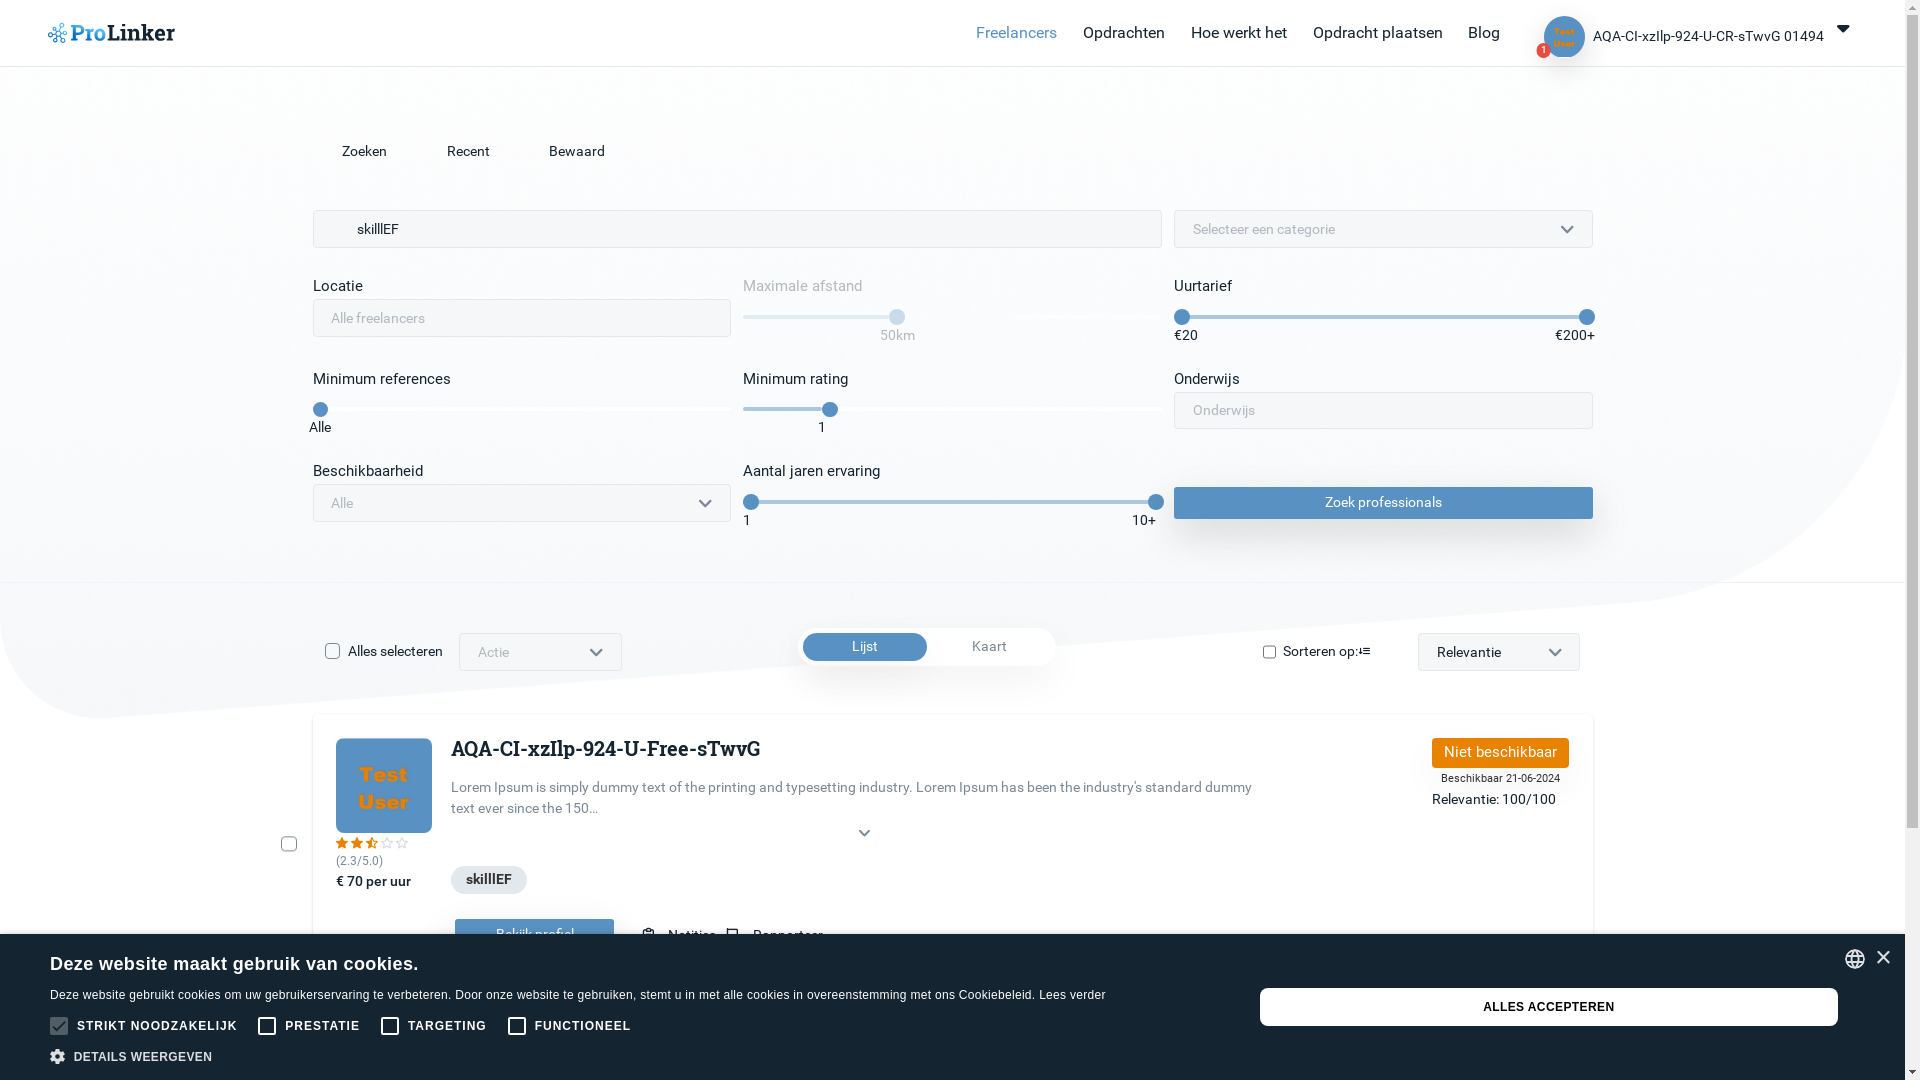 ProLinker
Freelancers
Opdrachten
Hoe werkt het
Opdracht plaatsen
Blog
1
Test
User
AQA-CI-xzIlp-924-U-CR-sTwvG 01494
Zoeken
Recent
Bewaard
skilllEF
Selecteer een categorie
Locatie
Maximale afstand
Uurtarief
Alle freelancers
50km
€20
€200+
Minimum references
Minimum rating
Onderwijs
Onderwijs
Alle
1
Beschikbaarheid
Aantal jaren ervaring
Alle
1
10+
Zoek professionals
Alles selecteren
Actie
Lijst
Kaart
Sorteren op:
Relevantie
Test
User
AQA-CI-xzIlp-924-U-Free-sTwvG
Niet beschikbaar
Beschikbaar 21-06-2024
Relevantie: 100/100
Lorem Ipsum is simply dummy text of the printing and typesetting industry. Lorem Ipsum has been the industry's standard dummy
text ever since the 150...
(2.3/5.0)
€ 70 per uur
skilllEF
Bekijk profiel
Notities
Rapporteer
Deze website maakt gebruik van cookies.
Deze website gebruikt cookies om uw gebruikerservaring te verbeteren. Door onze website te gebruiken, stemt u in met alle cookies in overeenstemming met ons Cookiebeleid. Lees verder
STRIKT NOODZAKELIJK
PRESTATIE
TARGETING
FUNCTIONEEL
DETAILS WEERGEVEN
ALLES ACCEPTEREN
×